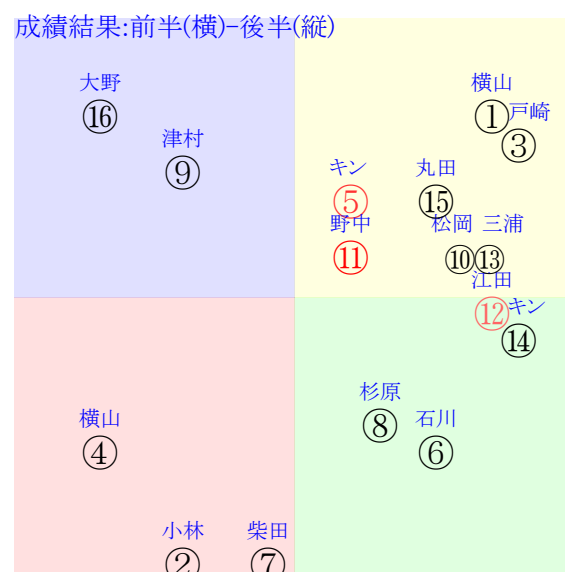 成績結果:前半(横)-後半(縦)
大野
⑯
横山
①
戸崎
③
津村
⑨
キン
⑤
丸田
⑮
野中
⑪
松岡
⑩
三浦
⑬
江田
⑫
キン
⑭
杉原
⑧
石川
⑥
横山
④
小林
②
柴田
⑦